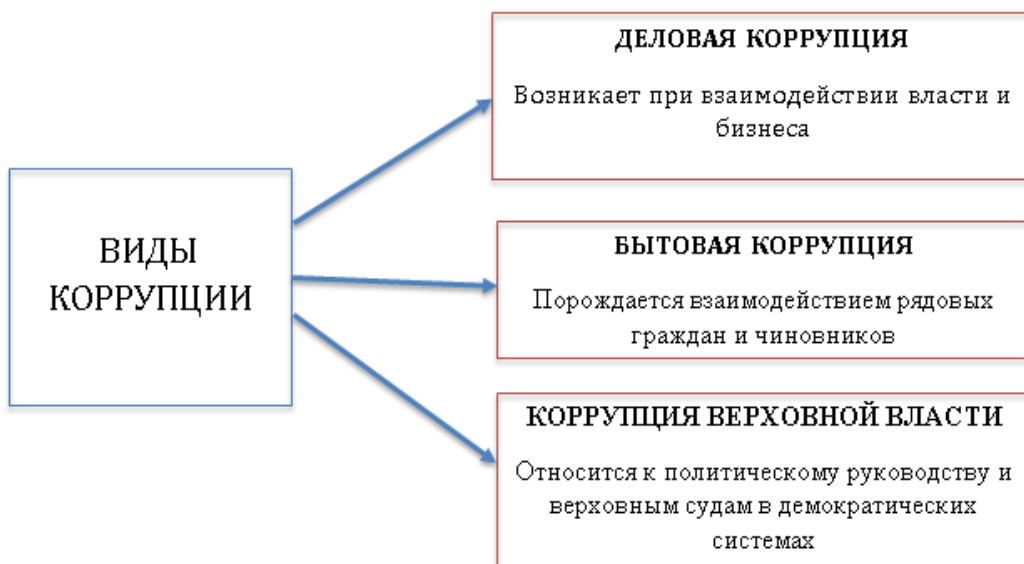 ВИДЫ
КОРРУПЦИИ
ДЕЛОВАЯ КОРРУПЦИЯ
Возникает при взаимодействии власти и
бизнеса
БЫТОВАЯ КОРРУПЦИЯ
Порождается взаимодействием рядовых
граждан и чиновников
КОРРУПЦИЯ ВЕРХОВНОЙ ВЛАСТИ
Относится к политическому руководству и
верховным судам в демократических
системах